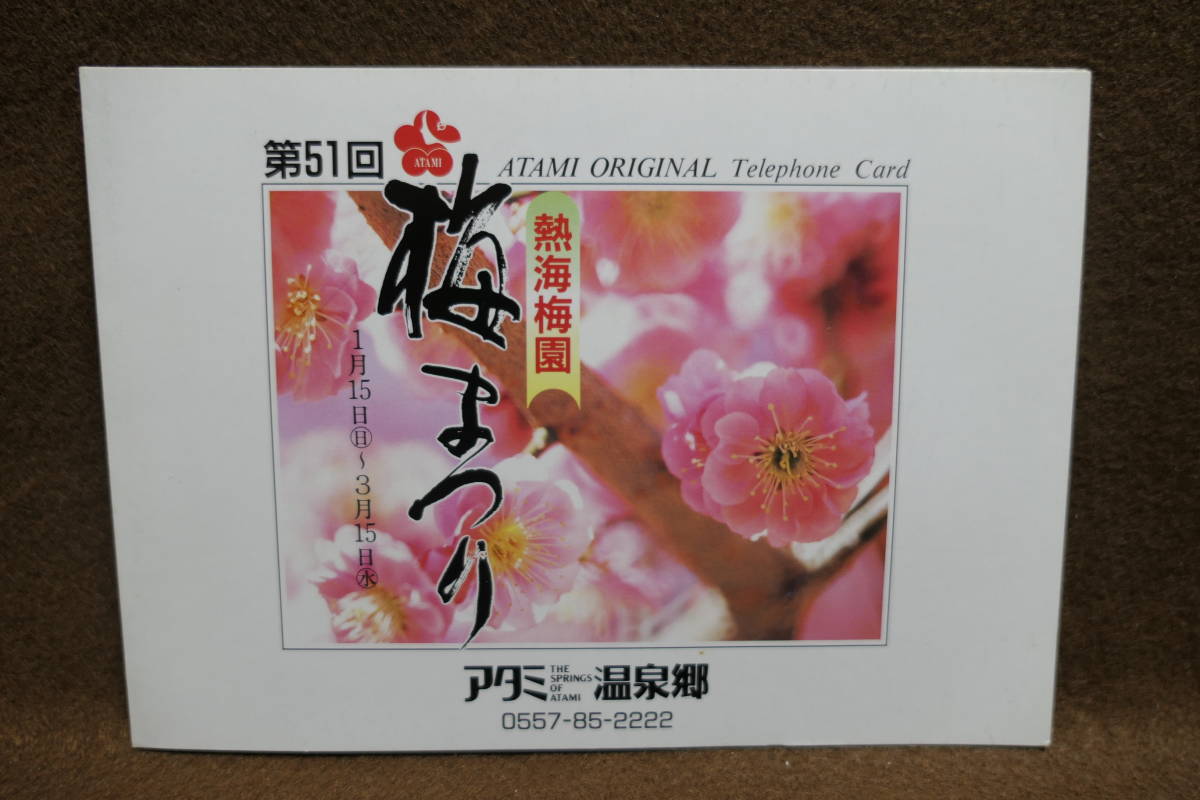 第51回
ATAMI
ATAMI ORIGINAL Telephone Card
熱海梅園
梅まつり
1月15日㊐~3月15日㊌
アタミ THE SPRINGS OF ATAMI 温泉郷
0557-85-2222